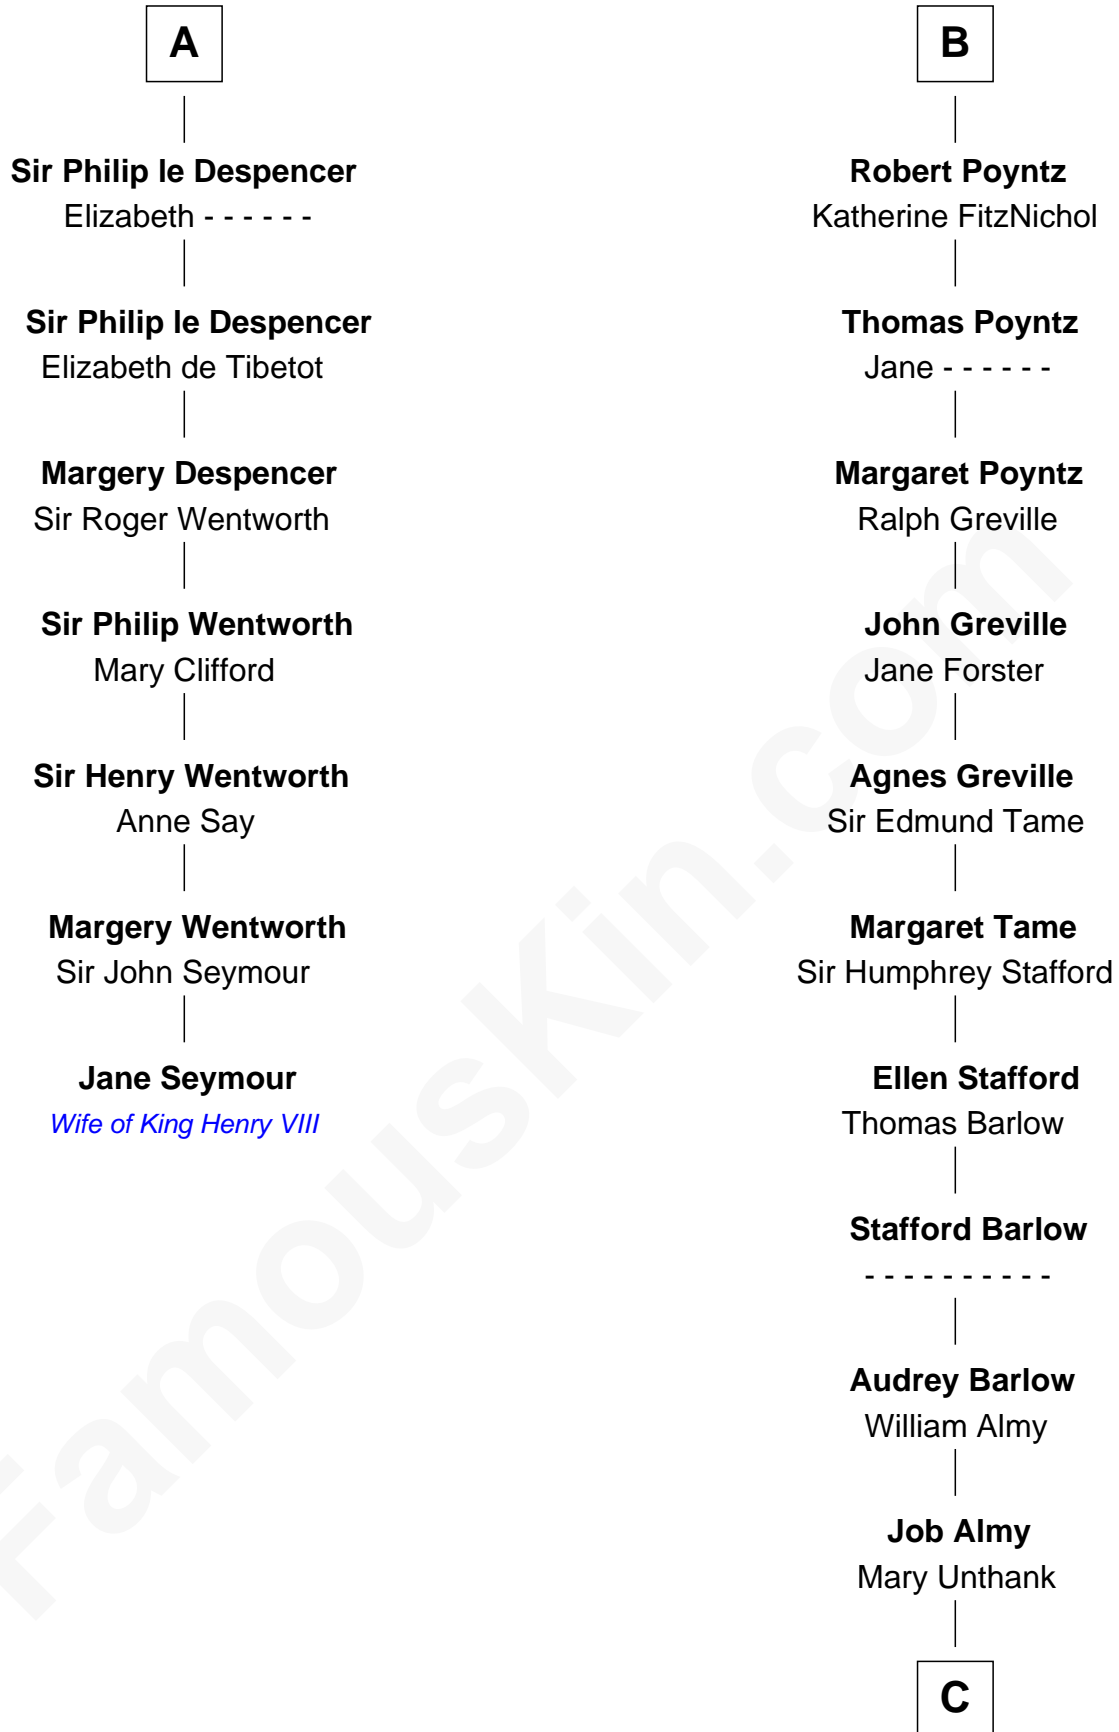 A
Sir Philip le Despencer
Elizabeth - - - - - -
Sir Philip le Despencer
Elizabeth de Tibetot
Margery Despencer
Sir Roger Wentworth
Sir Philip Wentworth
Mary Clifford
Sir Henry Wentworth
Anne Say
Margery Wentworth
Sir John Seymour
Jane Seymour
Wife of King Henry VIII
B
Robert Poyntz
Katherine FitzNichol
Thomas Poyntz
Jane - - - - - -
Margaret Poyntz
Ralph Greville
John Greville
Jane Forster
Agnes Greville
Sir Edmund Tame
Margaret Tame
Sir Humphrey Stafford
Ellen Stafford
Thomas Barlow
Stafford Barlow
- - - - - - - - - -
Audrey Barlow
William Almy
Job Almy
Mary Unthank
C
FamousKin.com